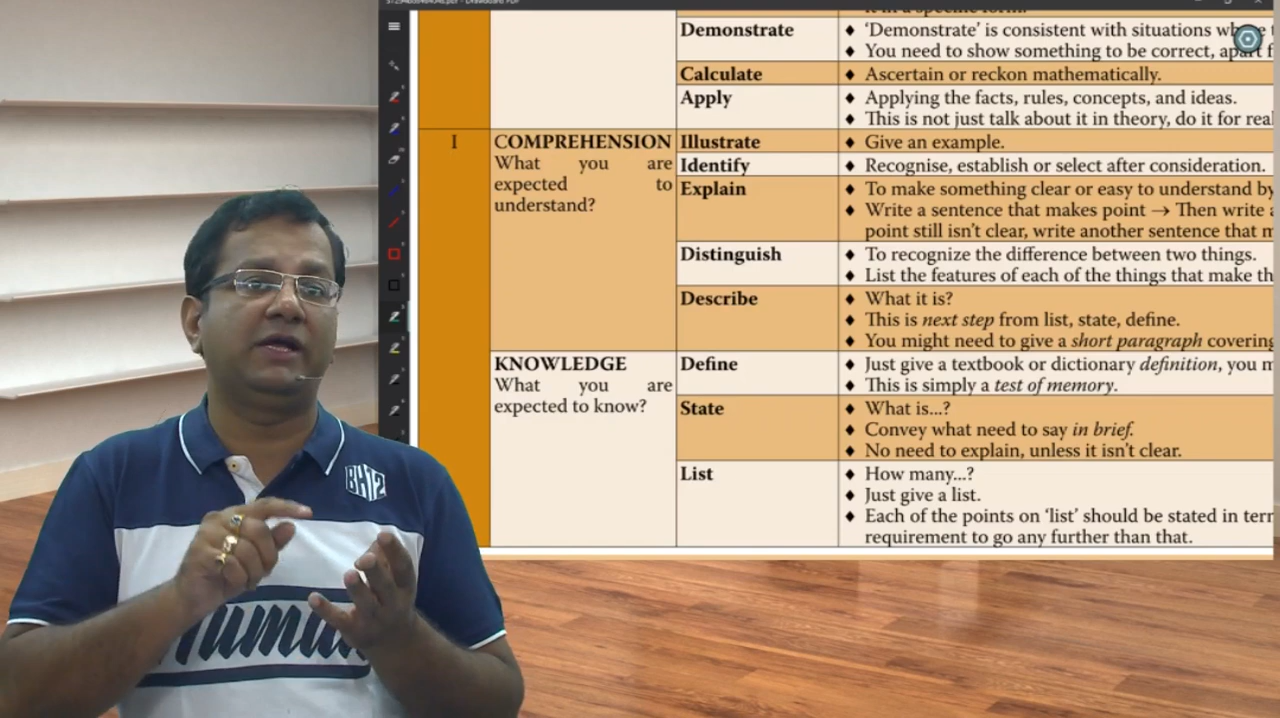 it in a specific form.
Demonstrate
♦ ‘Demonstrate’ is consistent with situations where t
♦ You need to show something to be correct, apart f
Calculate
♦ Ascertain or reckon mathematically.
Apply
♦ Applying the facts, rules, concepts, and ideas.
♦ This is not just talk about it in theory, do it for real
I
COMPREHENSION
What you are
expected to
understand?
Illustrate
♦ Give an example.
Identify
♦ Recognise, establish or select after consideration.
Explain
♦ To make something clear or easy to understand by
♦ Write a sentence that makes point → Then write a
point still isn’t clear, write another sentence that m
Distinguish
♦ To recognize the difference between two things.
♦ List the features of each of the things that make th
Describe
♦ What it is?
♦ This is next step from list, state, define.
♦ You might need to give a short paragraph covering
KNOWLEDGE
What you are
expected to know?
Define
♦ Just give a textbook or dictionary definition, you m
♦ This is simply a test of memory.
State
♦ What is...?
♦ Convey what need to say in brief.
♦ No need to explain, unless it isn’t clear.
List
♦ How many...?
♦ Just give a list.
♦ Each of the points on ‘list’ should be stated in term
requirement to go any further than that.
BH12